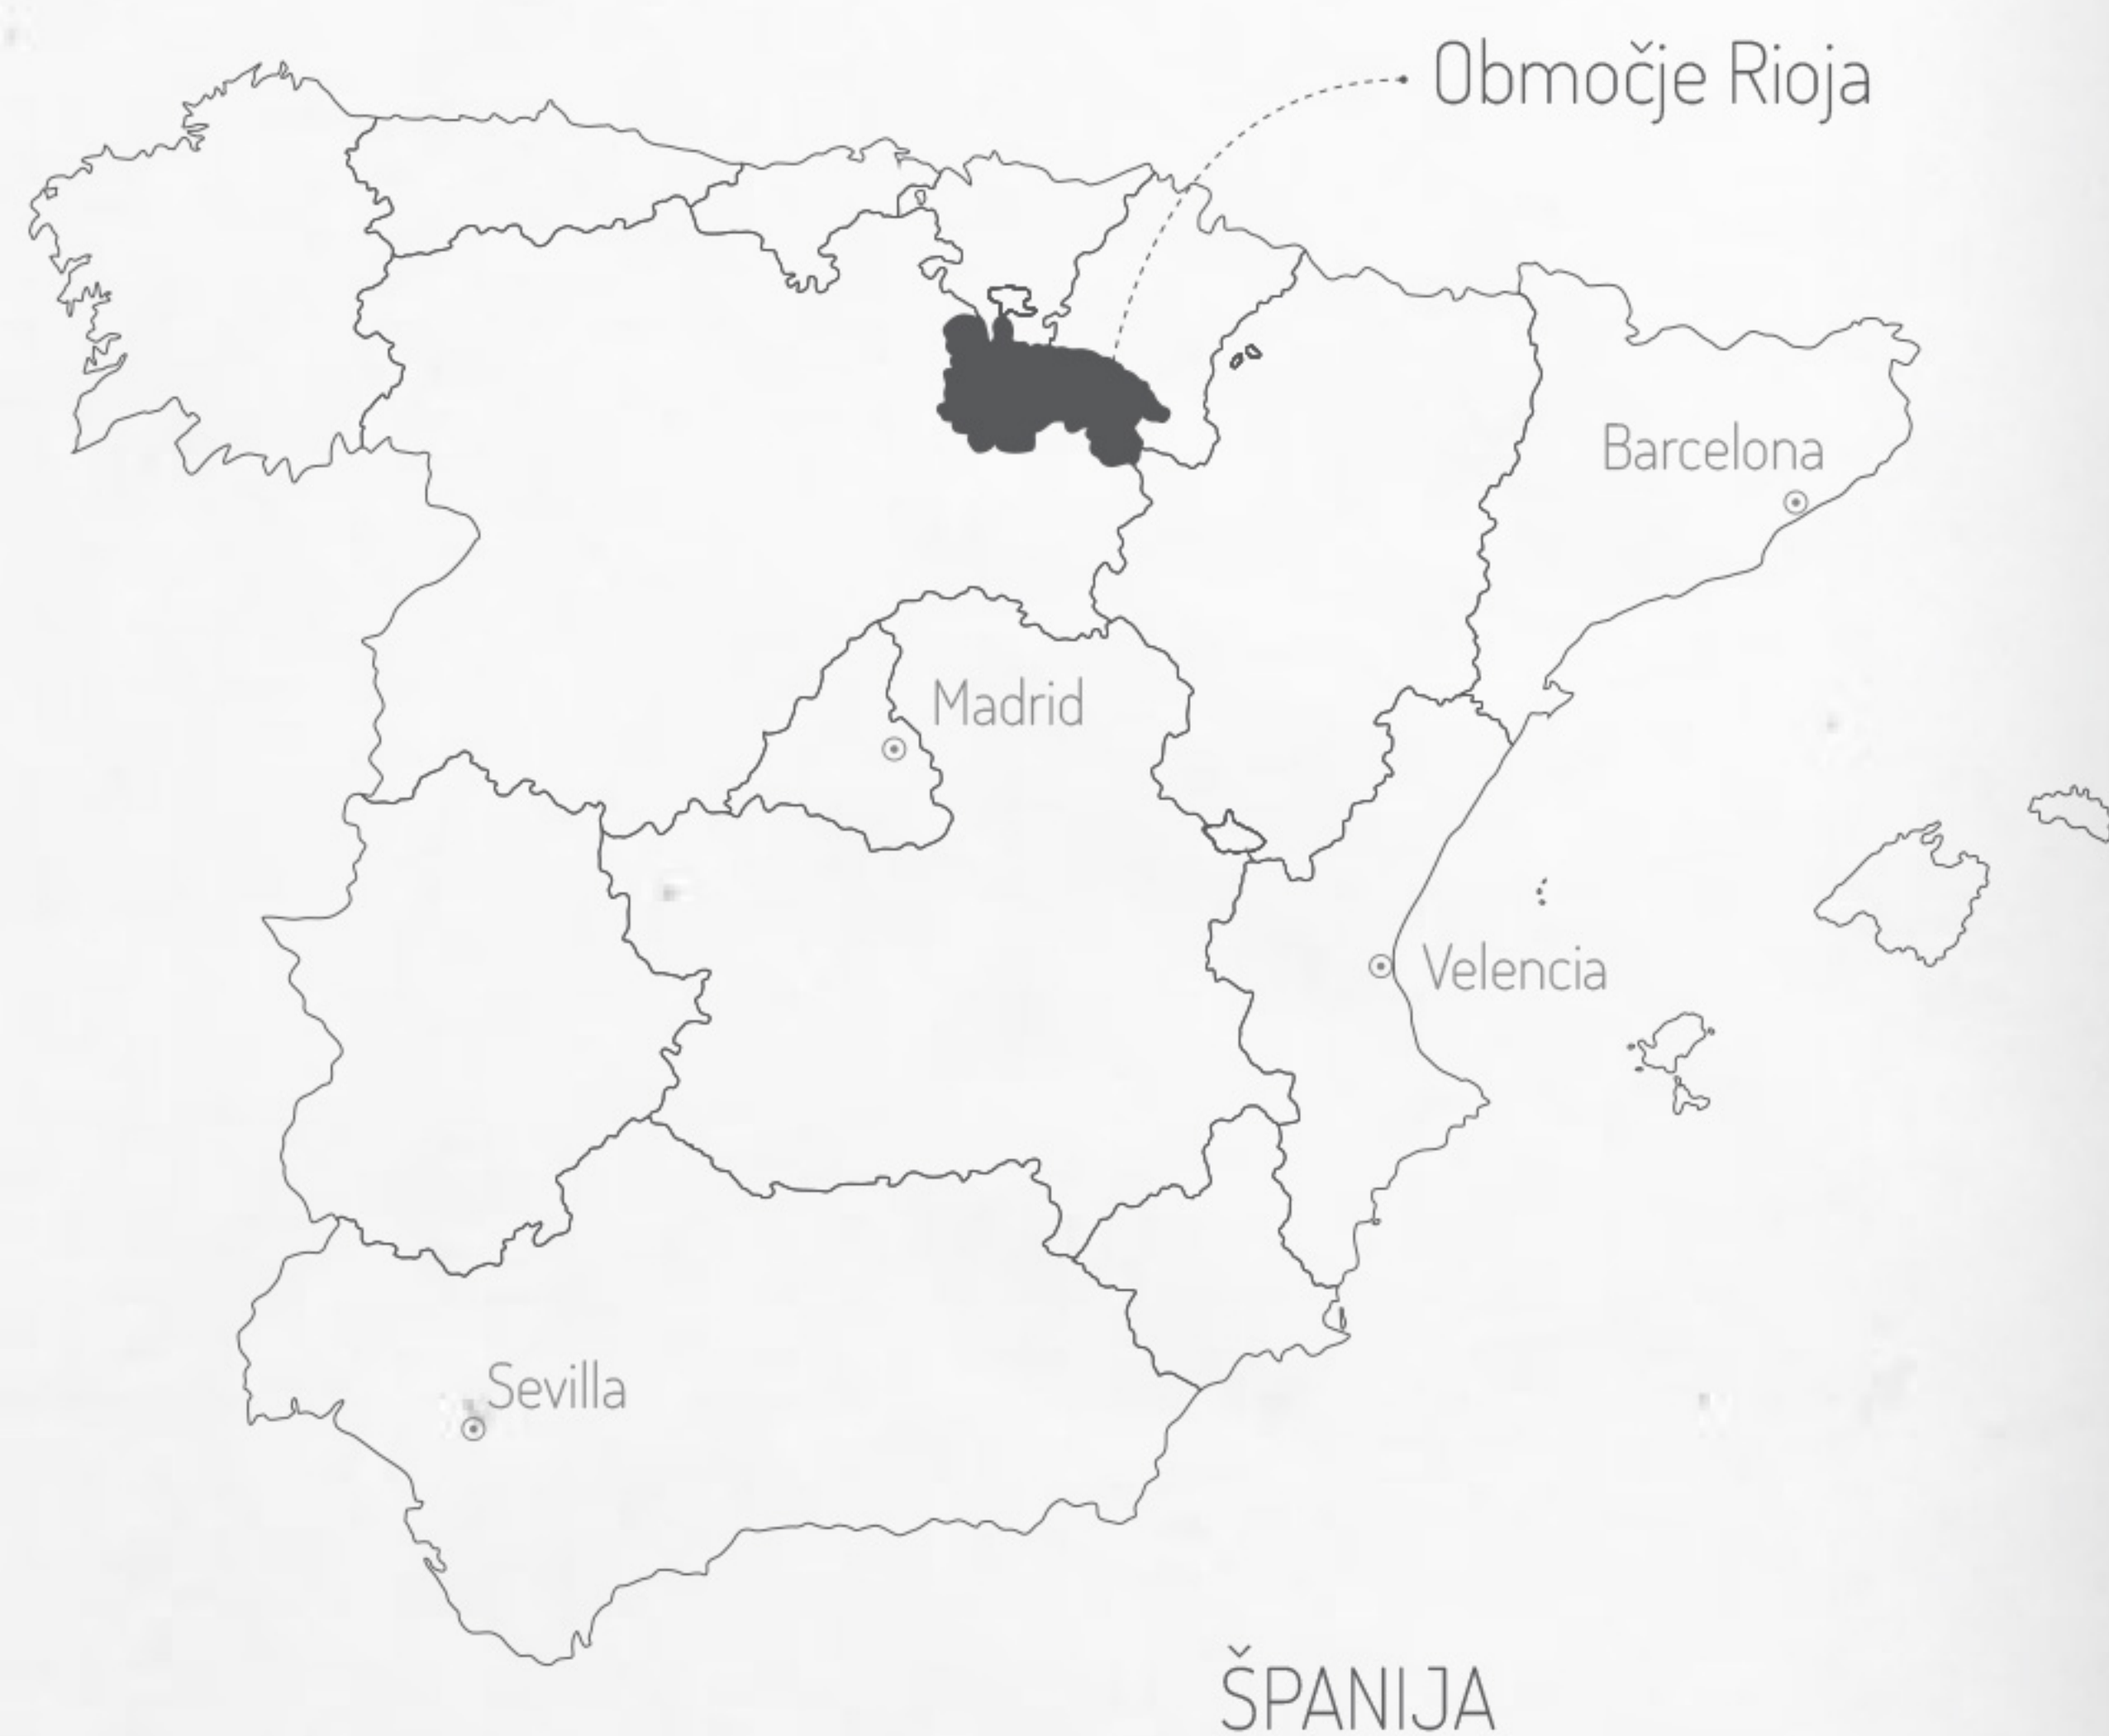 Območje Rioja
Barcelona
Madrid
Velencia
Sevilla
ŠPANIJA